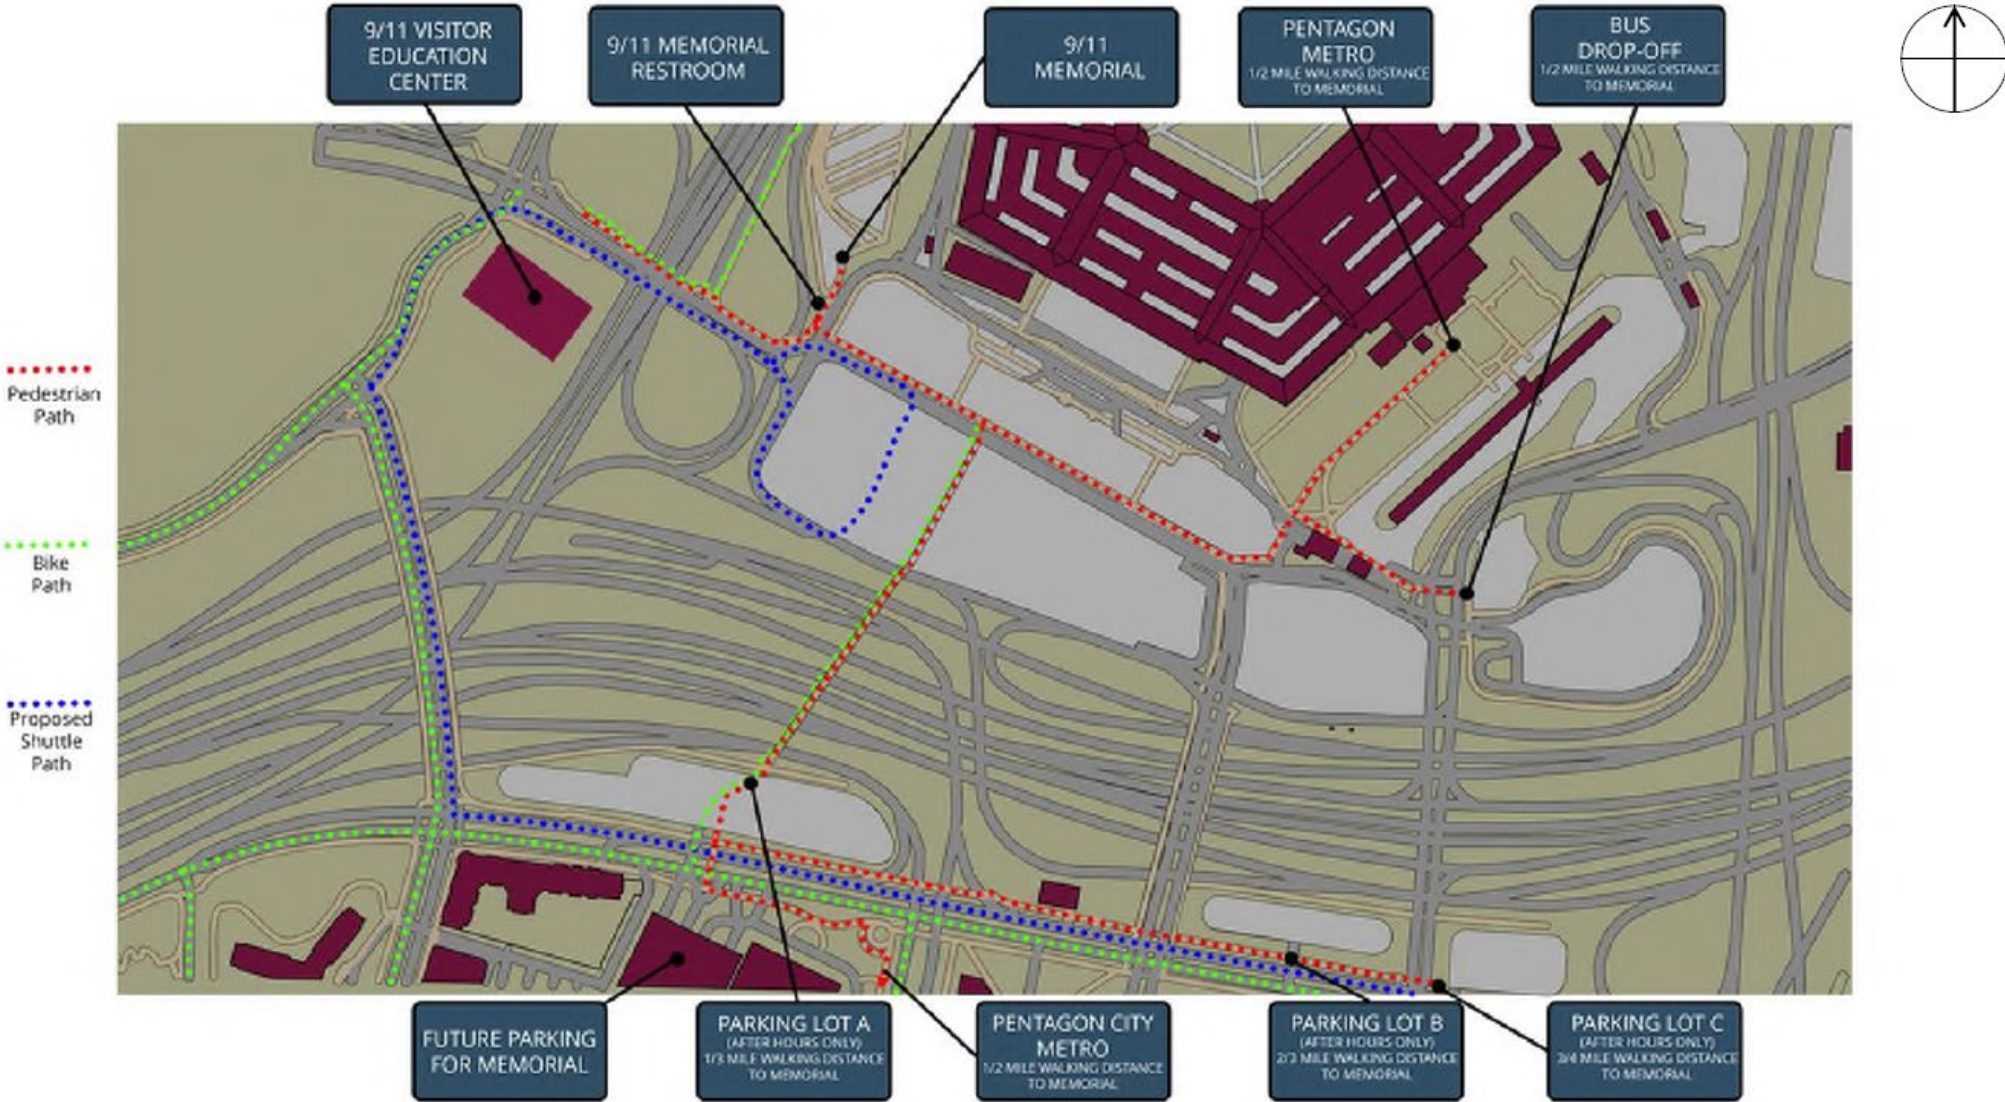 9/11 VISITOR
EDUCATION
CENTER
9/11 MEMORIAL
RESTROOM
9/11
MEMORIAL
PENTAGON
METRO
1/2 MILE WALKING DISTANCE
TO MEMORIAL
BUS
DROP-OFF
1/2 MILE WALKING DISTANCE
TO MEMORIAL
Pedestrian
Path
Bike
Path
Proposed
Shuttle
Path
FUTURE PARKING
FOR MEMORIAL
PARKING LOT A
(AFTER HOURS ONLY)
1/3 MILE WALKING DISTANCE
TO MEMORIAL
PENTAGON CITY
METRO
1/2 MILE WALKING DISTANCE
TO MEMORIAL
PARKING LOT B
(AFTER HOURS ONLY)
2/3 MILE WALKING DISTANCE
TO MEMORIAL
PARKING LOT C
(AFTER HOURS ONLY)
3/4 MILE WALKING DISTANCE
TO MEMORIAL